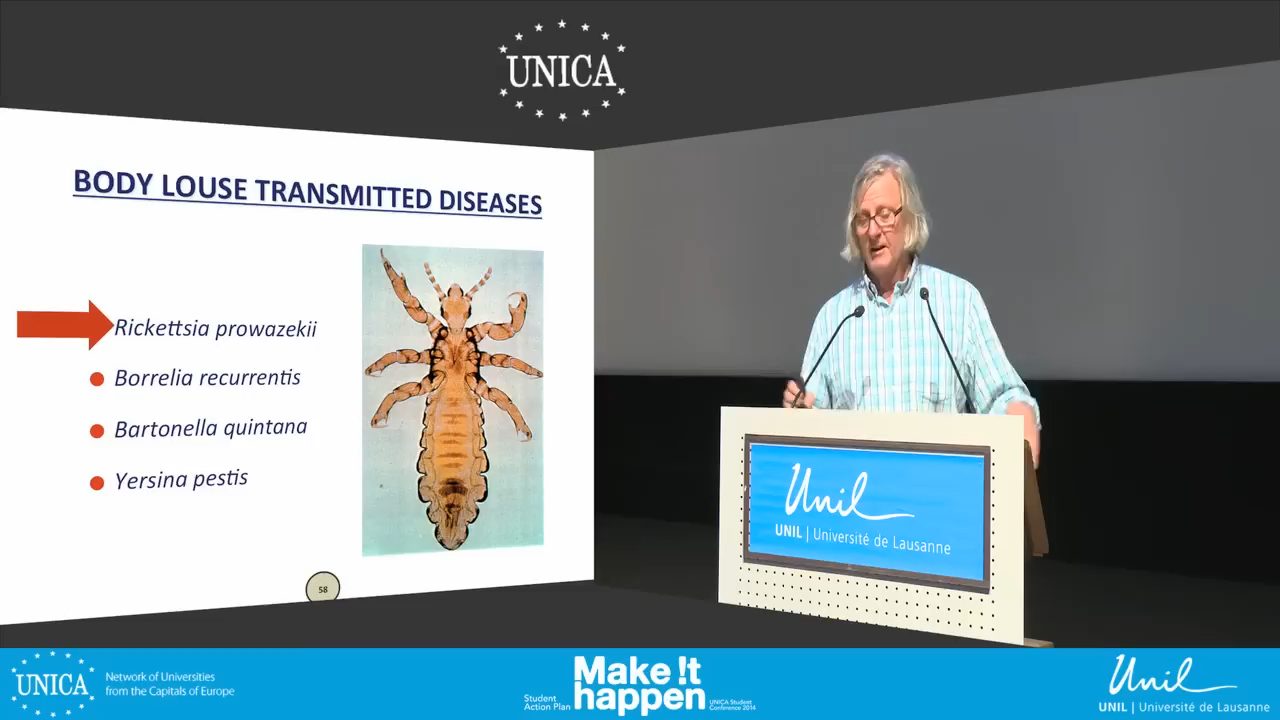 UNICA
BODY LOUSE TRANSMITTED DISEASES
Rickettsia prowazekii
Borrelia recurrentis
Bartonella quintana
Yersina pestis
58
Unil
UNIL | Université de Lausanne
UNICA
Network of Universities
from the Capitals of Europe
Student
Action Plan
Make !t
happen
UNICA Student
Conference 2014
Unil
UNIL | Université de Lausanne